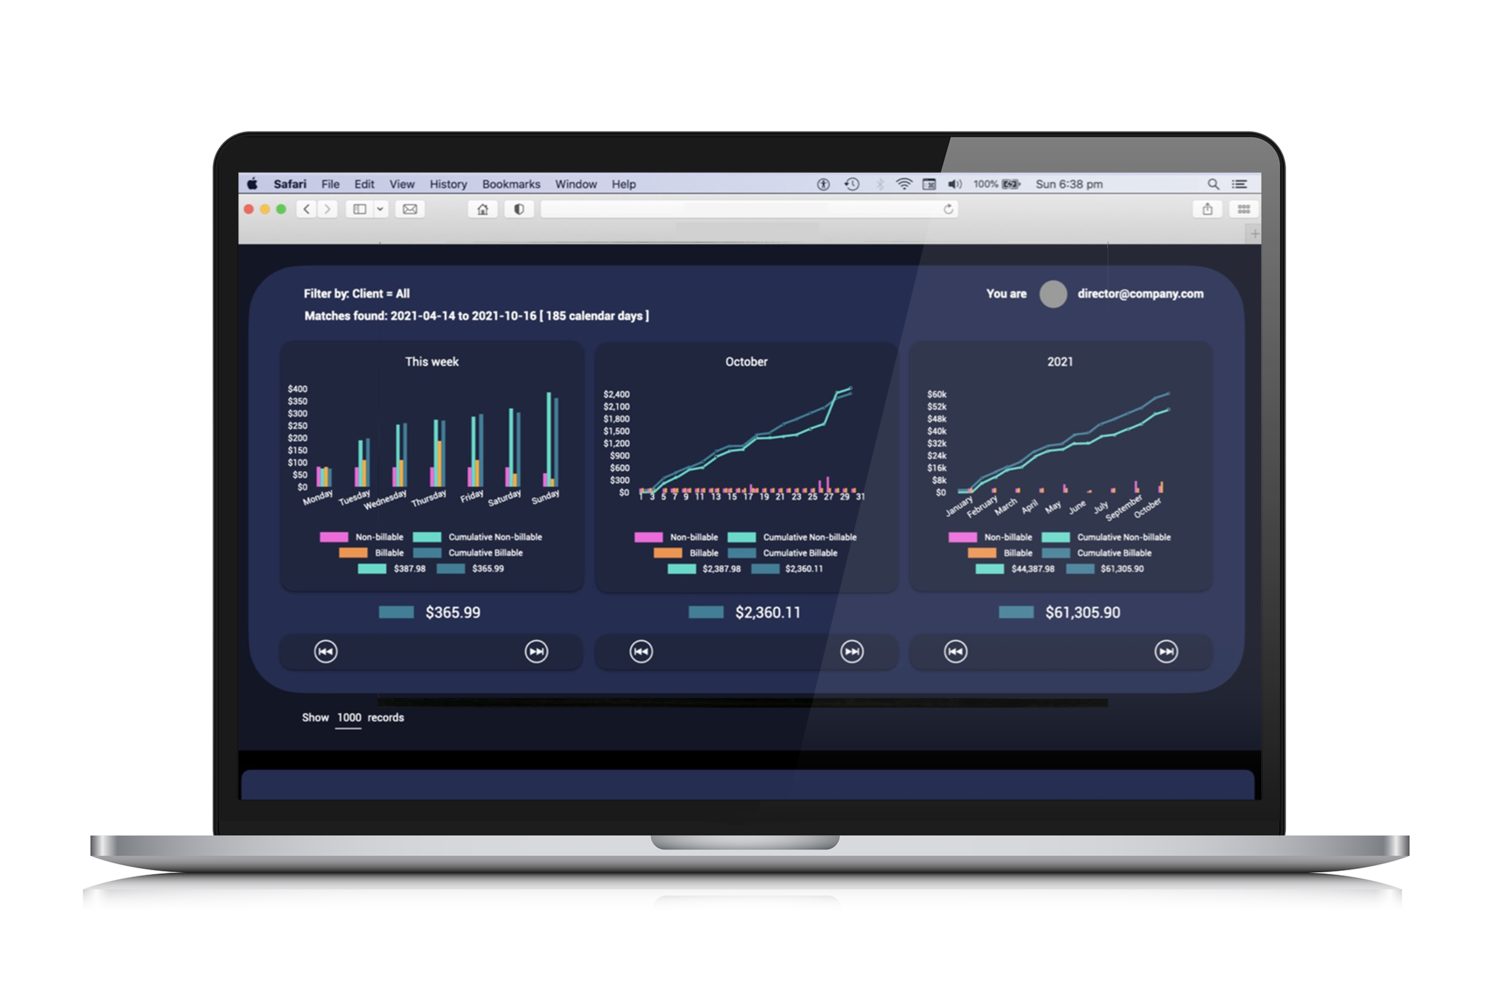 Safari File Edit View History Bookmarks Window Help 100% Sun 6:38 pm
Filter by: Client = All
You are director@company.com
Matches found: 2021-04-14 to 2021-10-16 [ 185 calendar days ]
This week
$400
$350
$300
$250
$200
$150
$100
$50
$0
Monday Tuesday Wednesday Thursday Friday Saturday Sunday
Non-billable Cumulative Non-billable
Billable Cumulative Billable
$387.98 $365.99
$365.99
October
$2,400
$2,100
$1,800
$1,500
$1,200
$900
$600
$300
$0
1 3 5 7 9 11 13 15 17 19 21 23 25 27 29 31
Non-billable Cumulative Non-billable
Billable Cumulative Billable
$2,387.98 $2,360.11
$2,360.11
2021
$60k
$52k
$48k
$40k
$32k
$24k
$16k
$8k
$0
January February March April May June July September October
Non-billable Cumulative Non-billable
Billable Cumulative Billable
$44,387.98 $61,305.90
$61,305.90
Show 1000 records